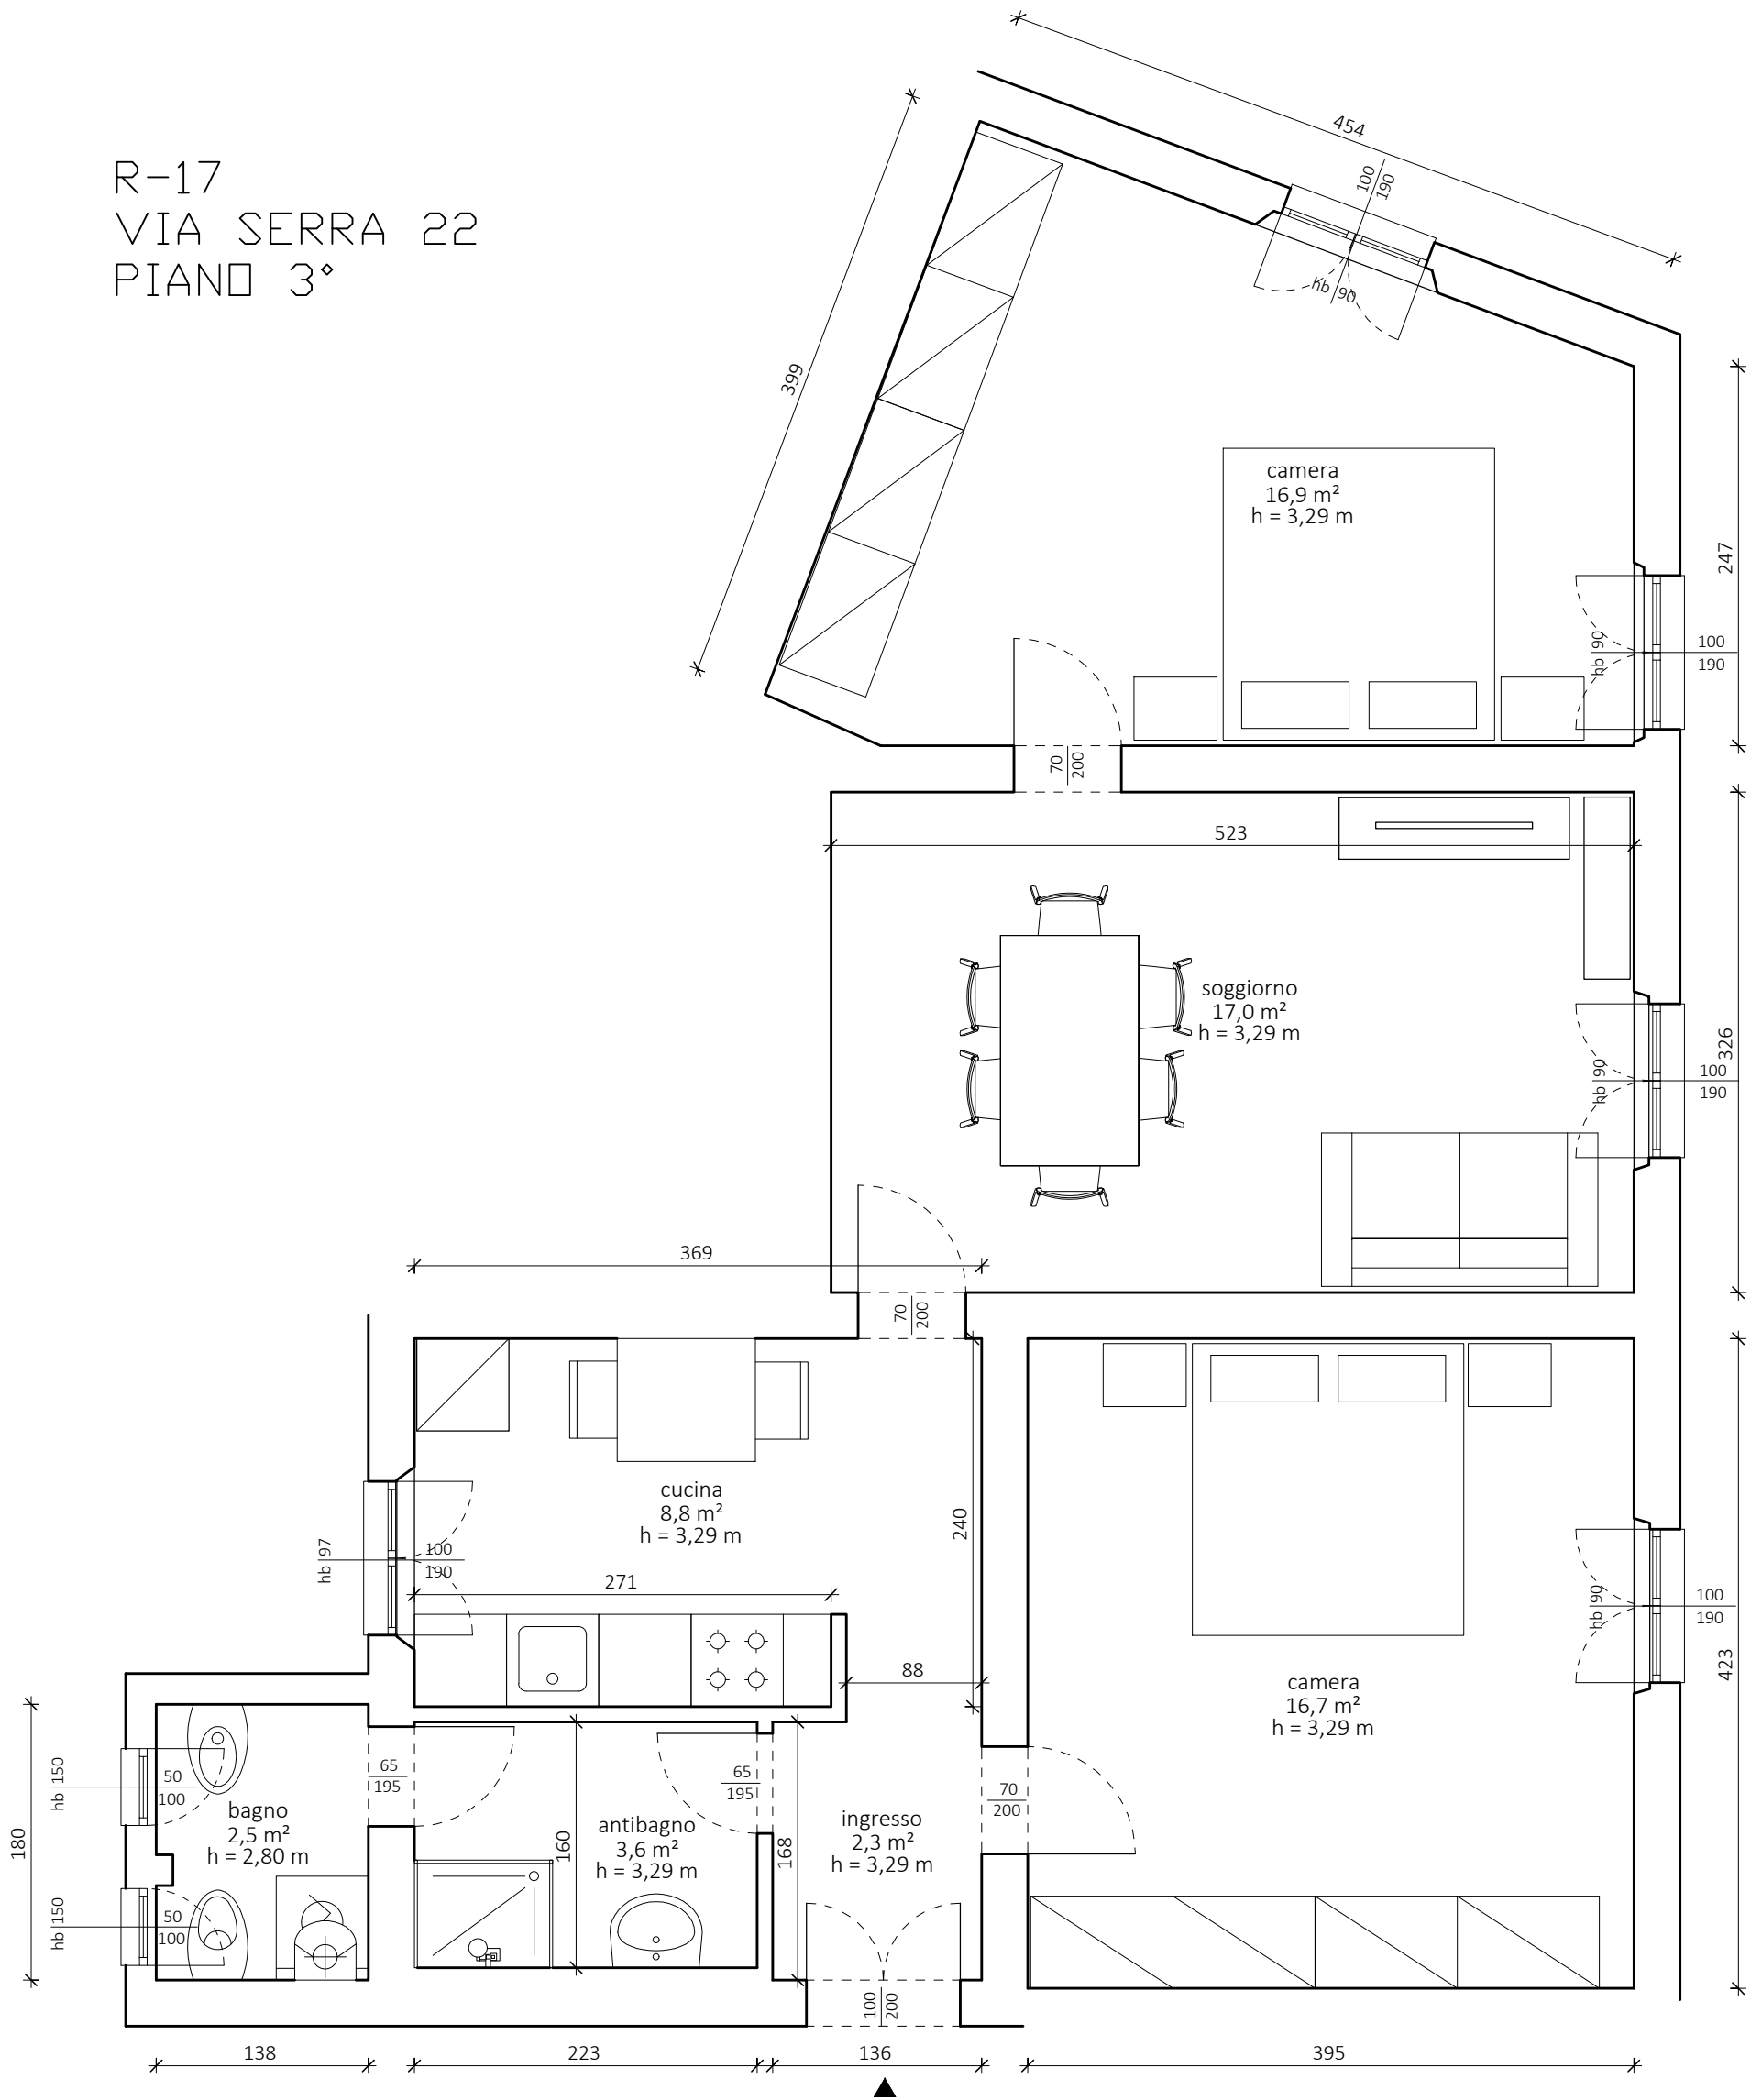 R-17
VIA SERRA 22
PIANO 3°
454
100
190
hb 90
399
camera
16,9 m²
h = 3,29 m
247
hb 90
100
190
70
200
523
soggiorno
17,0 m²
h = 3,29 m
326
hb 90
100
190
369
70
200
cucina
8,8 m²
h = 3,29 m
240
hb 97
100
190
271
hb 90
100
190
88
camera
16,7 m²
h = 3,29 m
423
180
hb 150
50
100
65
195
65
195
70
200
bagno
2,5 m²
h = 2,80 m
160
antibagno
3,6 m²
h = 3,29 m
168
ingresso
2,3 m²
h = 3,29 m
hb 150
50
100
100
200
138
223
136
395